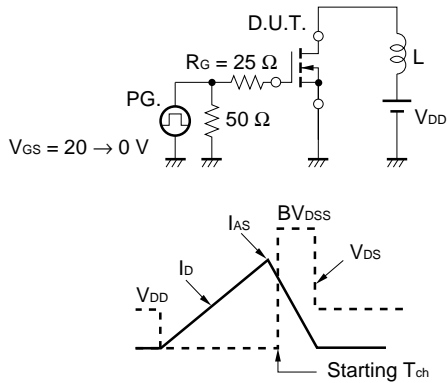 D.U.T.
RG = 25 Ω
L
PG.
50 Ω
VDD
VGS = 20 → 0 V
IAS
BVDSS
ID
VDS
VDD
Starting Tch